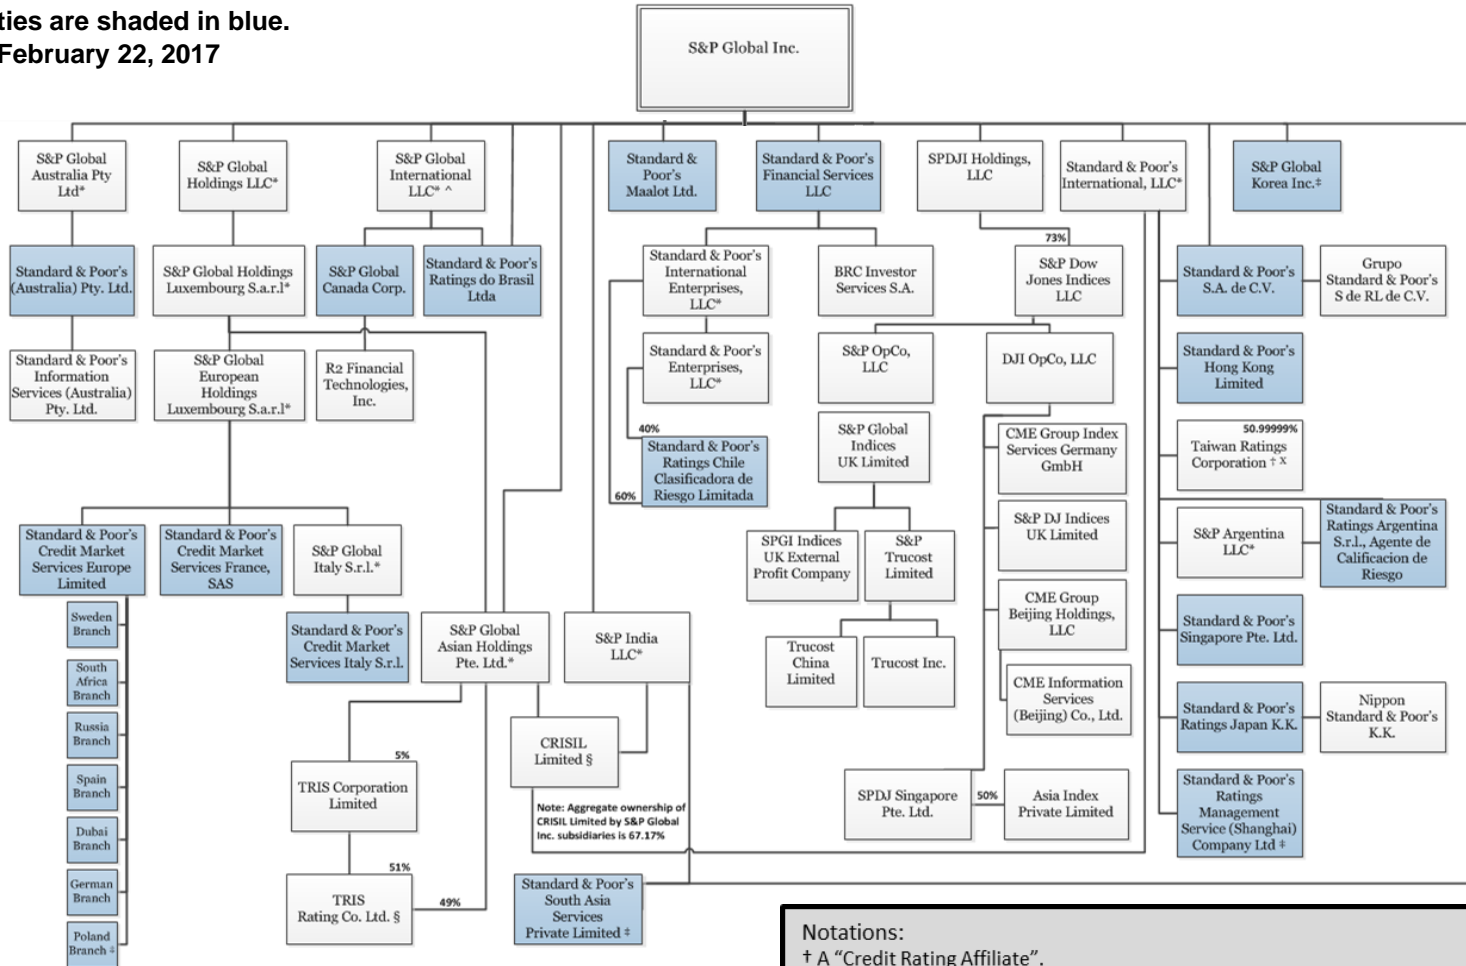 ties are shaded in blue.
February 22, 2017
S&P Global Inc.
S&P Global
Australia Pty
Ltd*
S&P Global
Holdings LLC*
S&P Global
International
LLC* ^
Standard &
Poor's
Maalot Ltd.
Standard & Poor's
Financial Services
LLC
SPDJI Holdings,
LLC
Standard & Poor's
International, LLC*
S&P Global
Korea Inc.‡
Standard & Poor's
(Australia) Pty. Ltd.
S&P Global Holdings
Luxembourg S.a.r.l*
S&P Global
Canada Corp.
Standard & Poor's
Ratings do Brasil
Ltda
Standard & Poor's
International
Enterprises,
LLC*
BRC Investor
Services S.A.
73%
S&P Dow
Jones Indices
LLC
Standard & Poor's
S.A. de C.V.
Grupo
Standard & Poor's
S de RL de C.V.
Standard & Poor's
Information
Services (Australia)
Pty. Ltd.
S&P Global
European
Holdings
Luxembourg S.a.r.l*
R2 Financial
Technologies,
Inc.
Standard & Poor's
Enterprises,
LLC*
S&P OpCo,
LLC
DJI OpCo, LLC
Standard & Poor's
Hong Kong
Limited
40%
Standard & Poor's
Ratings Chile
Clasificadora de
Riesgo Limitada
60%
S&P Global
Indices
UK Limited
CME Group Index
Services Germany
GmbH
50.99999%
Taiwan Ratings
Corporation † X
Standard & Poor's
Credit Market
Services Europe
Limited
Standard & Poor's
Credit Market
Services France,
SAS
S&P Global
Italy S.r.l.*
SPGI Indices
UK External
Profit Company
S&P
Trucost
Limited
S&P DJ Indices
UK Limited
S&P Argentina
LLC*
Standard & Poor's
Ratings Argentina
S.r.l., Agente de
Calificacion de
Riesgo
Sweden
Branch
South
Africa
Branch
Russia
Branch
Spain
Branch
Dubai
Branch
German
Branch
Poland
Branch ‡
Standard & Poor's
Credit Market
Services Italy S.r.l.
S&P Global
Asian Holdings
Pte. Ltd.*
S&P India
LLC*
Trucost
China
Limited
Trucost Inc.
CME Group
Beijing Holdings,
LLC
CME Information
Services
(Beijing) Co., Ltd.
Standard & Poor's
Singapore Pte. Ltd.
Standard & Poor's
Ratings Japan K.K.
Nippon
Standard & Poor's
K.K.
CRISIL
Limited §
5%
TRIS Corporation
Limited
Note: Aggregate ownership of
CRISIL Limited by S&P Global
Inc. subsidiaries is 67.17%
SPDJ Singapore
Pte. Ltd.
50%
Asia Index
Private Limited
Standard & Poor's
Ratings
Management
Service (Shanghai)
Company Ltd ‡
51%
TRIS
Rating Co. Ltd. §
49%
Standard & Poor's
South Asia
Services
Private Limited ‡
Notations:
† A “Credit Rating Affiliate”.